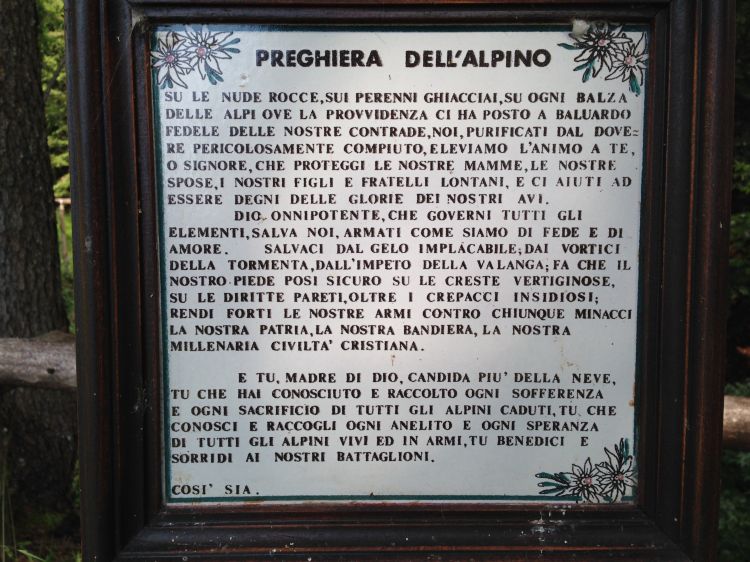 PREGHIERA DELL'ALPINO
SU LE NUDE ROCCE, SUI PERENNI GHIACCIAI, SU OGNI BALZA
DELLE ALPI OVE LA PROVVIDENZA CI HA POSTO A BALUARDO
FEDELE DELLE NOSTRE CONTRADE, NOI, PURIFICATI DAL DOVE=
RE PERICOLOSAMENTE COMPIUTO, ELEVIAMO L'ANIMO A TE,
O SIGNORE, CHE PROTEGGI LE NOSTRE MAMME, LE NOSTRE
SPOSE, I NOSTRI FIGLI E FRATELLI LONTANI, E CI AIUTI AD
ESSERE DEGNI DELLE GLORIE DEI NOSTRI AVI.
DIO ONNIPOTENTE, CHE GOVERNI TUTTI GLI
ELEMENTI, SALVA NOI, ARMATI COME SIAMO DI FEDE E DI
AMORE. SALVACI DAL GELO IMPLACABILE; DAI VORTICI
DELLA TORMENTA, DALL'IMPETO DELLA VALANGA; FA CHE IL
NOSTRO PIEDE POSI SICURO SU LE CRESTE VERTIGINOSE,
SU LE DIRITTE PARETI, OLTRE I CREPACCI INSIDIOSI;
RENDI FORTI LE NOSTRE ARMI CONTRO CHIUNQUE MINACCI
LA NOSTRA PATRIA, LA NOSTRA BANDIERA, LA NOSTRA
MILLENARIA CIVILTA' CRISTIANA.
E TU, MADRE DI DIO, CANDIDA PIU' DELLA NEVE,
TU CHE HAI CONOSCIUTO E RACCOLTO OGNI SOFFERENZA
E OGNI SACRIFICIO DI TUTTI GLI ALPINI CADUTI, TU CHE
CONOSCI E RACCOGLI OGNI ANELITO E OGNI SPERANZA
DI TUTTI GLI ALPINI VIVI ED IN ARMI, TU BENEDICI E
SORRIDI AI NOSTRI BATTAGLIONI.
COSI' SIA.